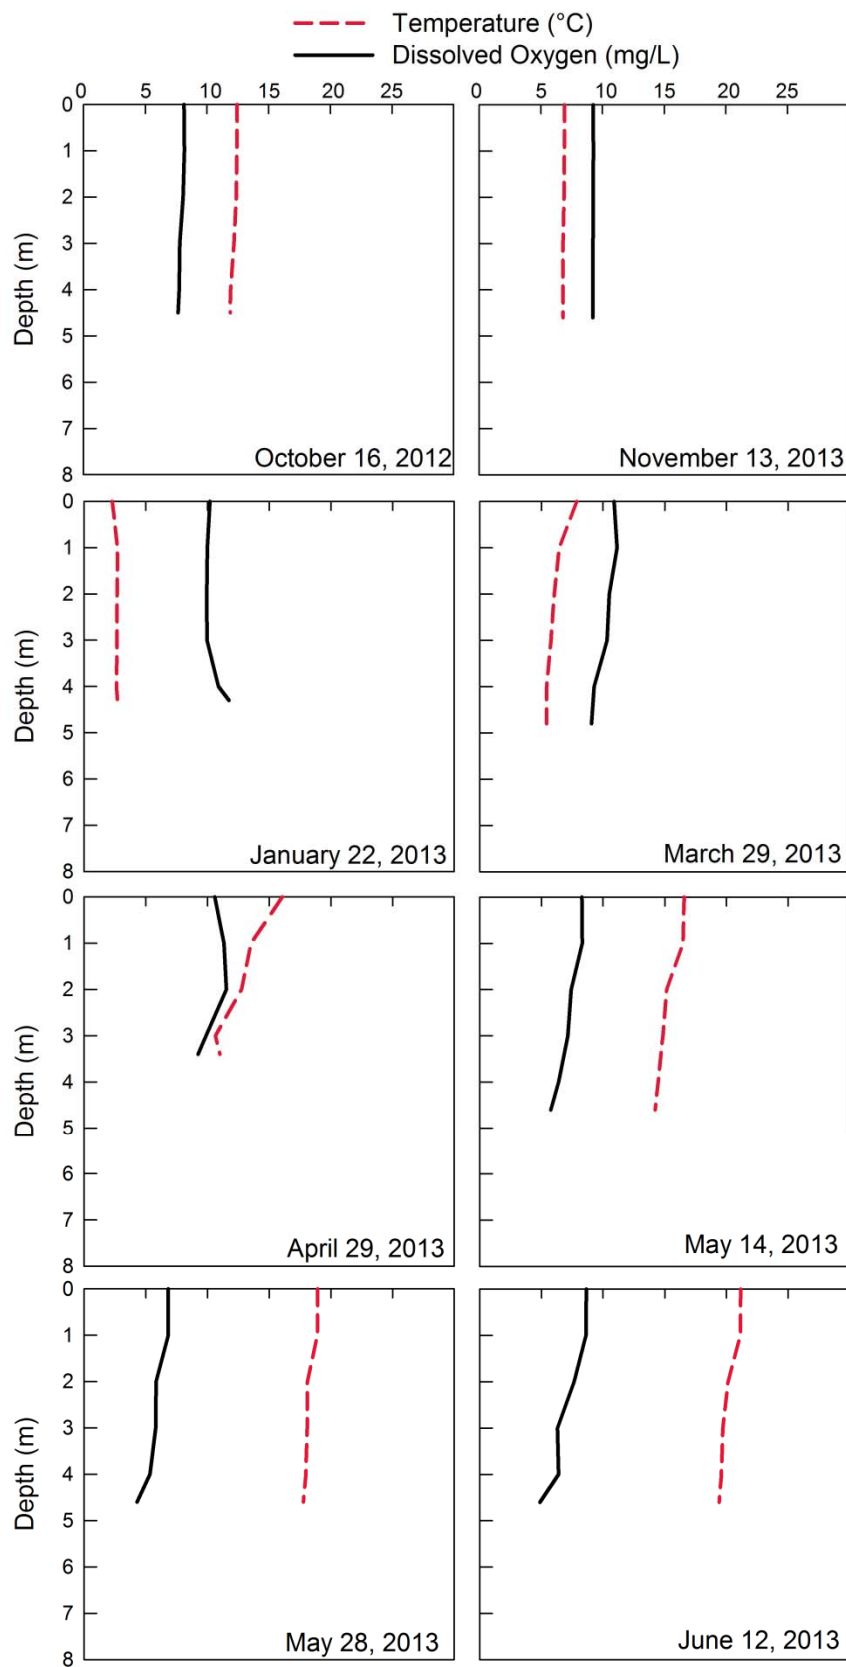 Temperature (°C)
Dissolved Oxygen (mg/L)
0 5 10 15 20 25
0 5 10 15 20 25
0
1
2
3
4
5
6
7
8
Depth (m)
October 16, 2012
November 13, 2013
0
1
2
3
4
5
6
7
8
Depth (m)
January 22, 2013
March 29, 2013
0
1
2
3
4
5
6
7
8
Depth (m)
April 29, 2013
May 14, 2013
0
1
2
3
4
5
6
7
8
Depth (m)
May 28, 2013
June 12, 2013